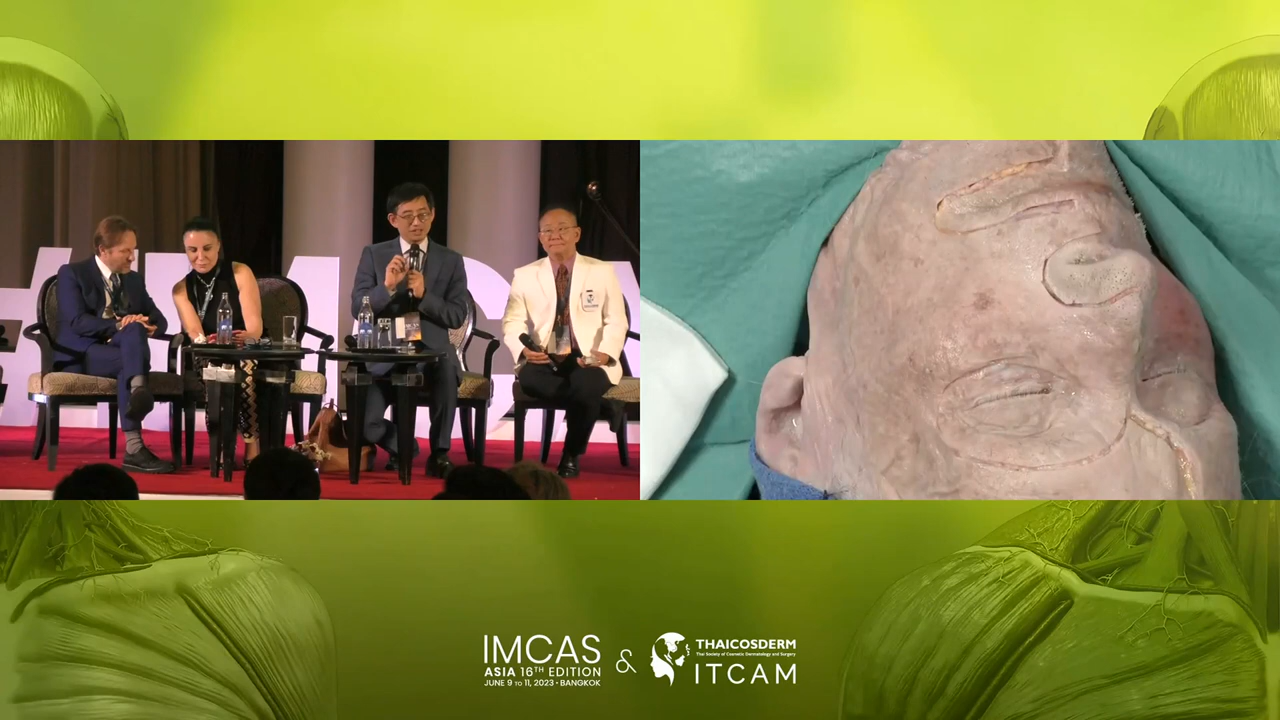 IMCAS
ASIA 16TH EDITION
JUNE 9 TO 11, 2023 • BANGKOK
&
THAICOSDERM
Thai Society of Cosmetic Dermatology and Surgery
ITCAM